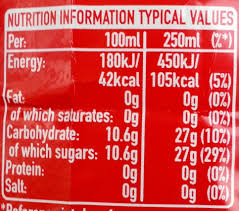 NUTRITION INFORMATION TYPICAL VALUES
Per: 100ml 250ml (%*)
Energy: 180kJ/ 450kJ/
42kcal 105kcal (5%)
Fat: 0g 0g (0%)
of which saturates: 0g 0g (0%)
Carbohydrate: 10.6g 27g (10%)
of which sugars: 10.6g 27g (29%)
Protein: 0g 0g (0%)
Salt: 0g 0g (0%)